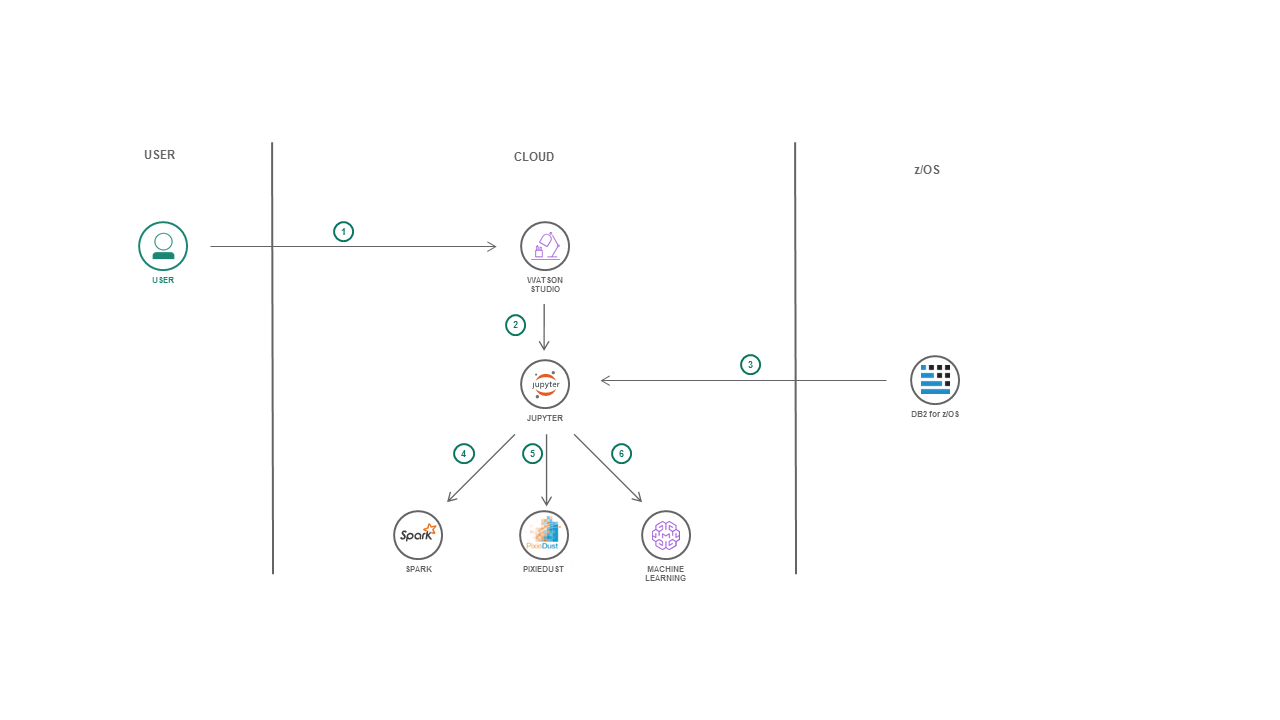 USER
CLOUD
z/OS
1
USER
WATSON
STUDIO
2
3
jupyter
JUPYTER
DB2 for z/OS
4
5
6
Spark
PixieDust
M
SPARK
PIXIEDUST
MACHINE
LEARNING